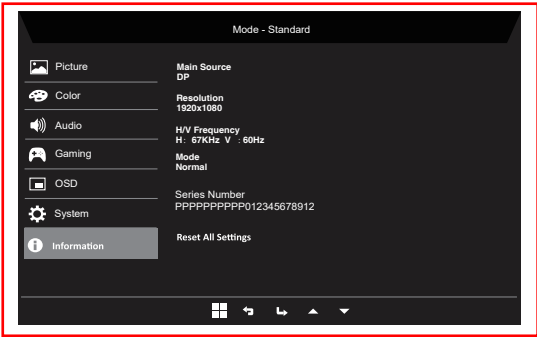 Mode - Standard
Picture
Color
Audio
Gaming
OSD
System
Information
Main Source
DP
Resolution
1920x1080
H/V Frequency
H: 67KHz V : 60Hz
Mode
Normal
Series Number
PPPPPPPPPP012345678912
Reset All Settings